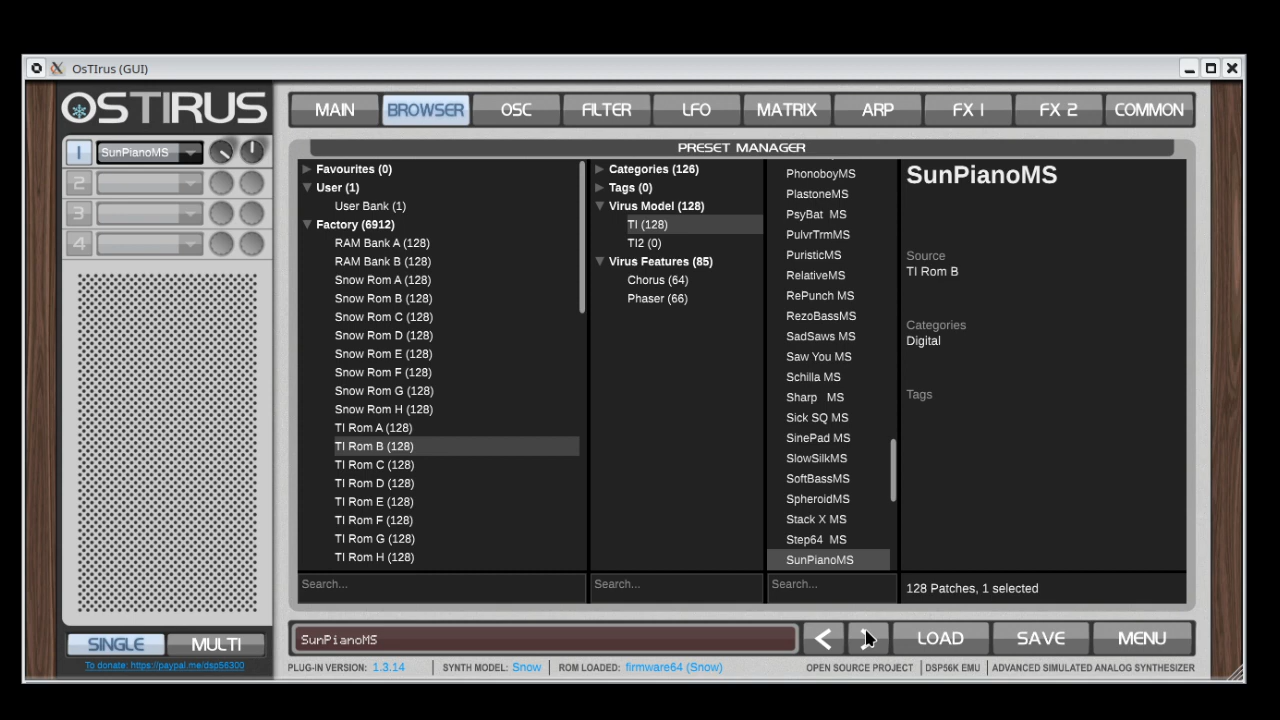 OsTIrus (GUI)
OSTIRUS
MAIN
BROWSER
OSC
FILTER
LFO
MATRIX
ARP
FX 1
FX 2
COMMON
1
SunPianoMS
2
3
4
PRESET MANAGER
Favourites (0)
User (1)
User Bank (1)
Factory (6912)
RAM Bank A (128)
RAM Bank B (128)
Snow Rom A (128)
Snow Rom B (128)
Snow Rom C (128)
Snow Rom D (128)
Snow Rom E (128)
Snow Rom F (128)
Snow Rom G (128)
Snow Rom H (128)
TI Rom A (128)
TI Rom B (128)
TI Rom C (128)
TI Rom D (128)
TI Rom E (128)
TI Rom F (128)
TI Rom G (128)
TI Rom H (128)
Search...
Categories (126)
Tags (0)
Virus Model (128)
TI (128)
TI2 (0)
Virus Features (85)
Chorus (64)
Phaser (66)
Search...
PhonoboyMS
PlastoneMS
PsyBat  MS
PulvrTrmMS
PuristicMS
RelativeMS
RePunch MS
RezoBassMS
SadSaws MS
Saw You MS
Schilla MS
Sharp   MS
Sick SQ MS
SinePad MS
SlowSilkMS
SoftBassMS
SpheroidMS
Stack X MS
Step64  MS
SunPianoMS
Search...
SunPianoMS
Source
TI Rom B
Categories
Digital
Tags
128 Patches, 1 selected
SINGLE
MULTI
To donate: https://paypal.me/dsp56300
SunPianoMS
<
LOAD
SAVE
MENU
PLUG-IN VERSION: 1.3.14
SYNTH MODEL: Snow
ROM LOADED: firmware64 (Snow)
OPEN SOURCE PROJECT
DSP56K EMU
ADVANCED SIMULATED ANALOG SYNTHESIZER